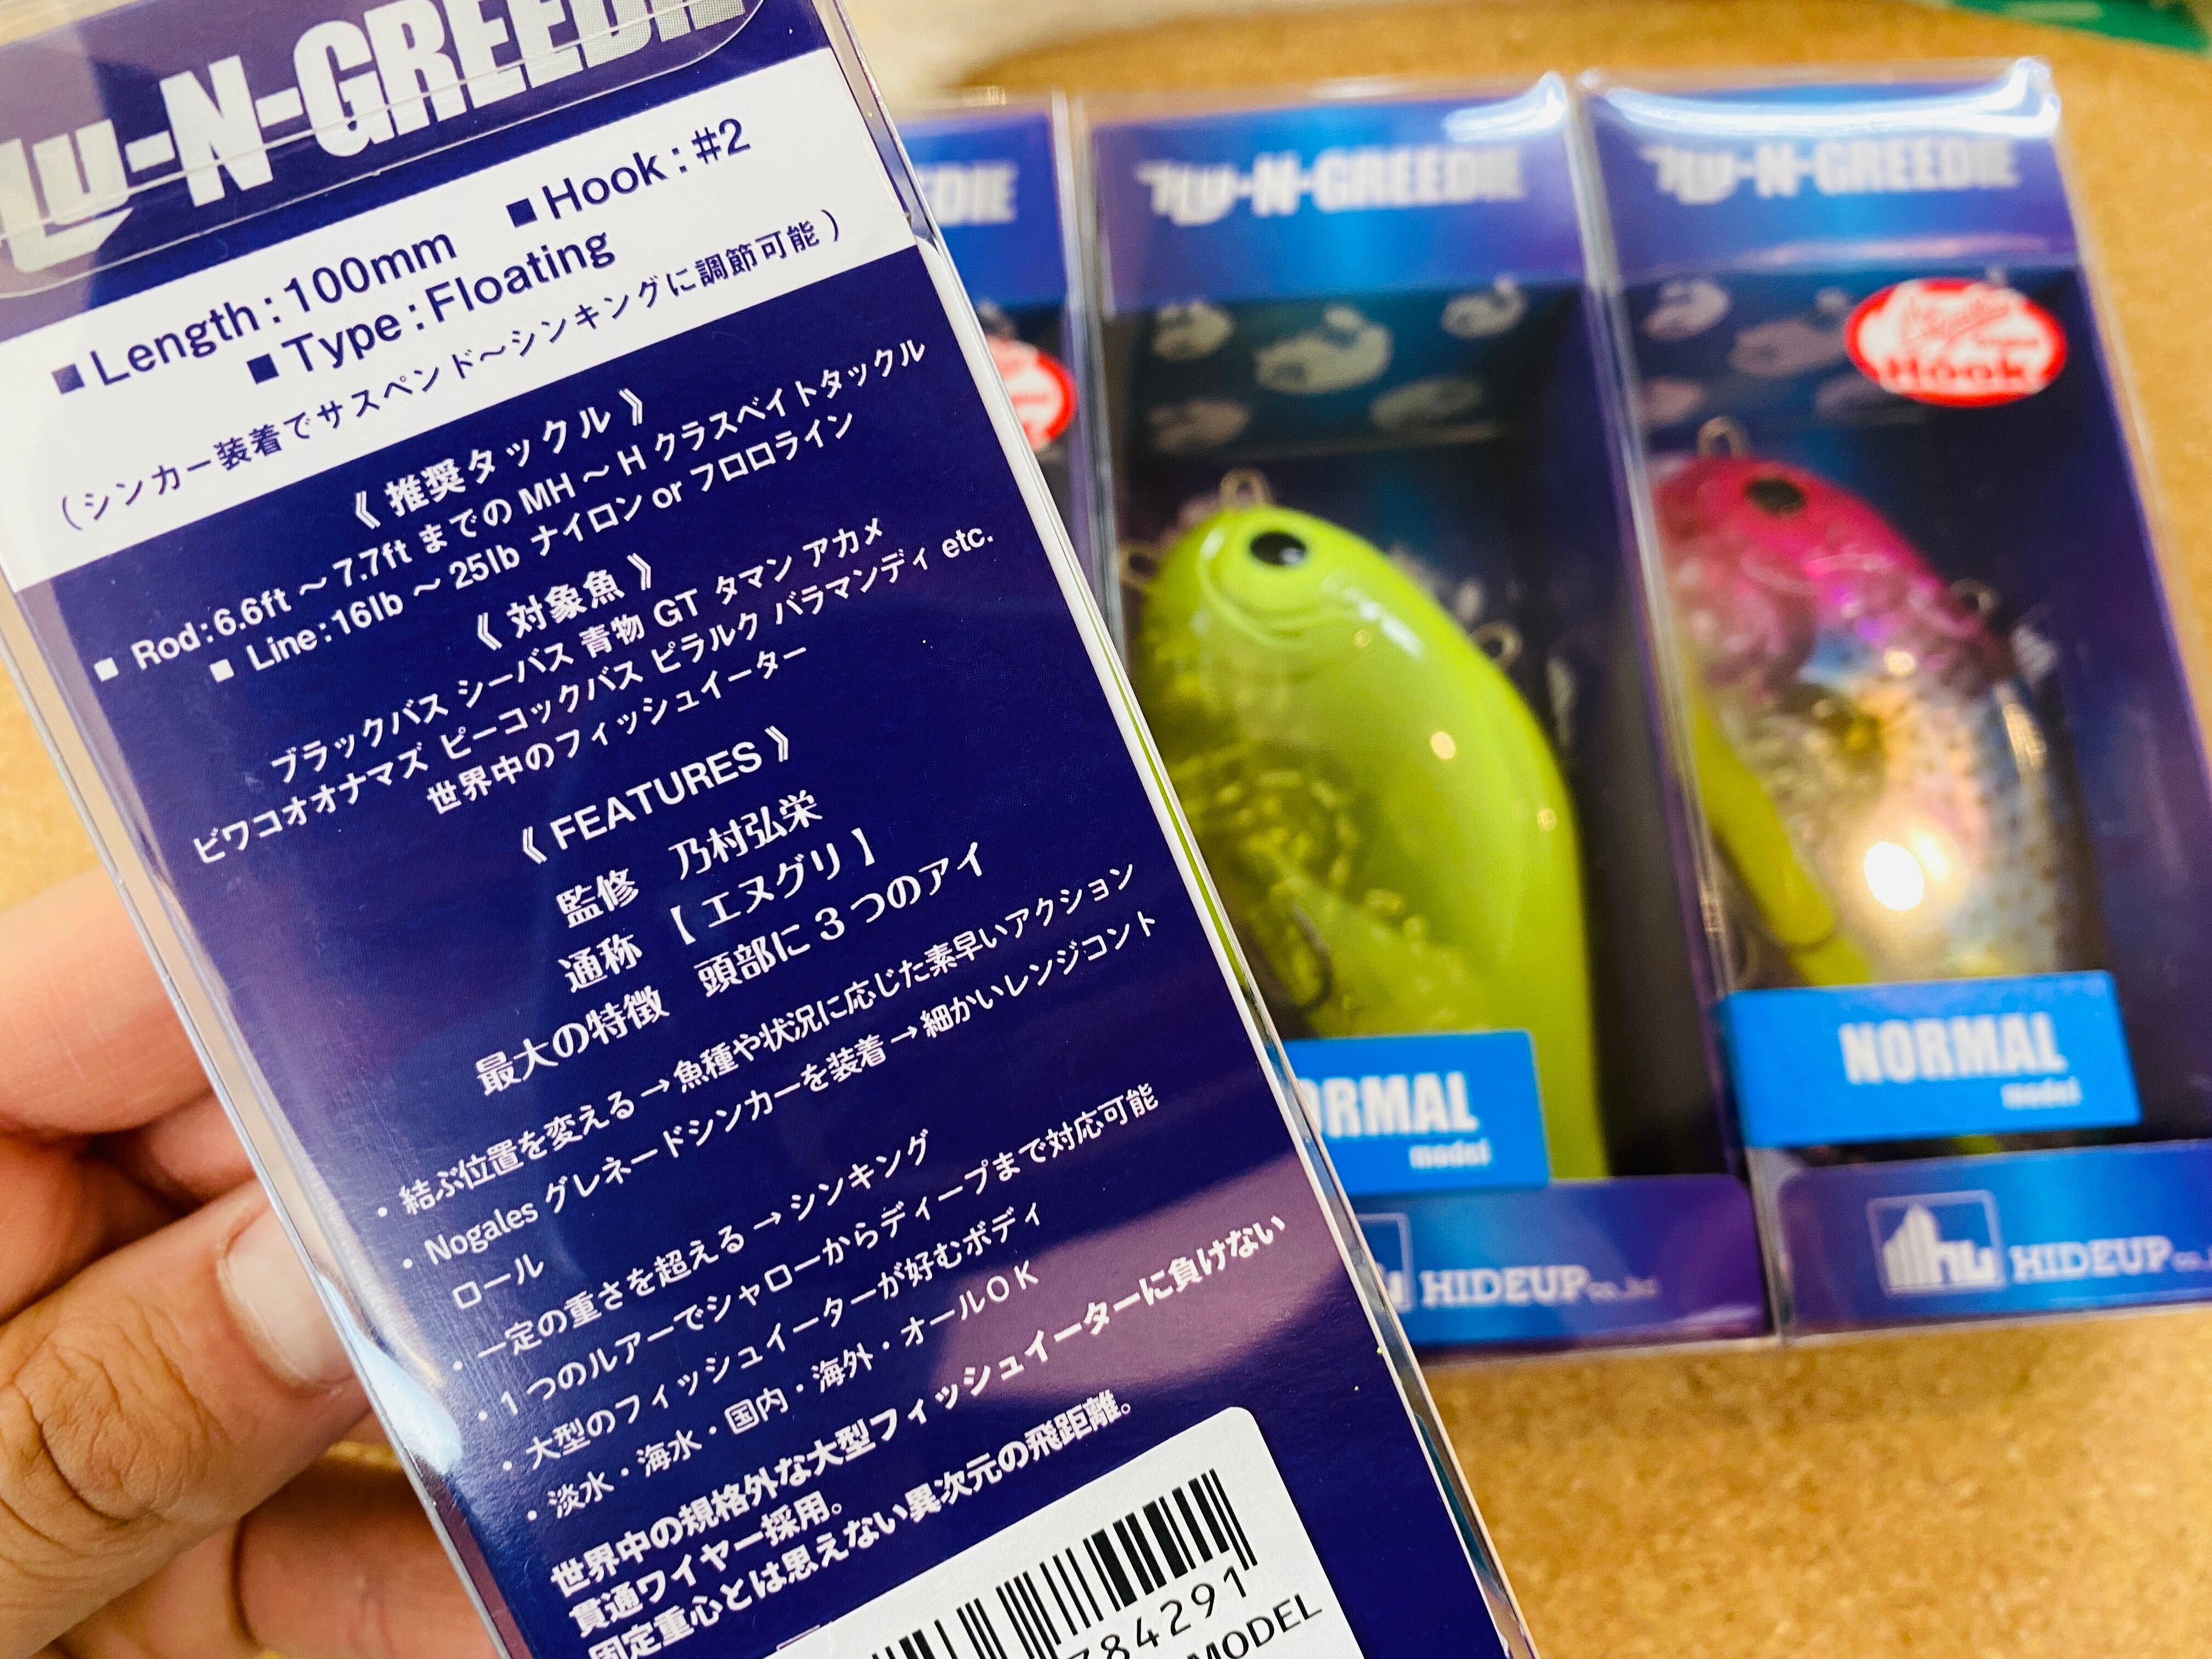 HU-N-GREEDIE
■Length:100mm ■Hook:#2
■Type:Floating
(シンカー装着でサスペンド〜シンキングに調節可能)
《推奨タックル》
■ Rod:6.6ft 〜 7.7ft までの MH 〜 H クラスベイトタックル
■ Line:16lb 〜 25lb ナイロン or フロロライン
《対象魚》
ブラックバス シーバス 青物 GT タマン アカメ
ビワコオオナマズ ピーコックバス ピラルク バラマンディ etc.
世界中のフィッシュイーター
《FEATURES》
監修 乃村弘栄
通称 【エヌグリ】
最大の特徴 頭部に3つのアイ
・結ぶ位置を変える→魚種や状況に応じた素早いアクション
・Nogales グレネードシンカーを装着→細かいレンジコント
ロール
・一定の重さを超える→シンキング
・1つのルアーでシャローからディープまで対応可能
・大型のフィッシュイーターが好むボディ
・淡水・海水・国内・海外・オールOK
世界中の規格外な大型フィッシュイーターに負けない
貫通ワイヤー採用。
固定重心とは思えない異次元の飛距離。
784291
MODEL
EDIE
HU-N-GREEDIE
ORMAL
model
HIDEUP co.,ltd
HU-N-GREEDIE
Hook
NORMAL
model
HIDEUP